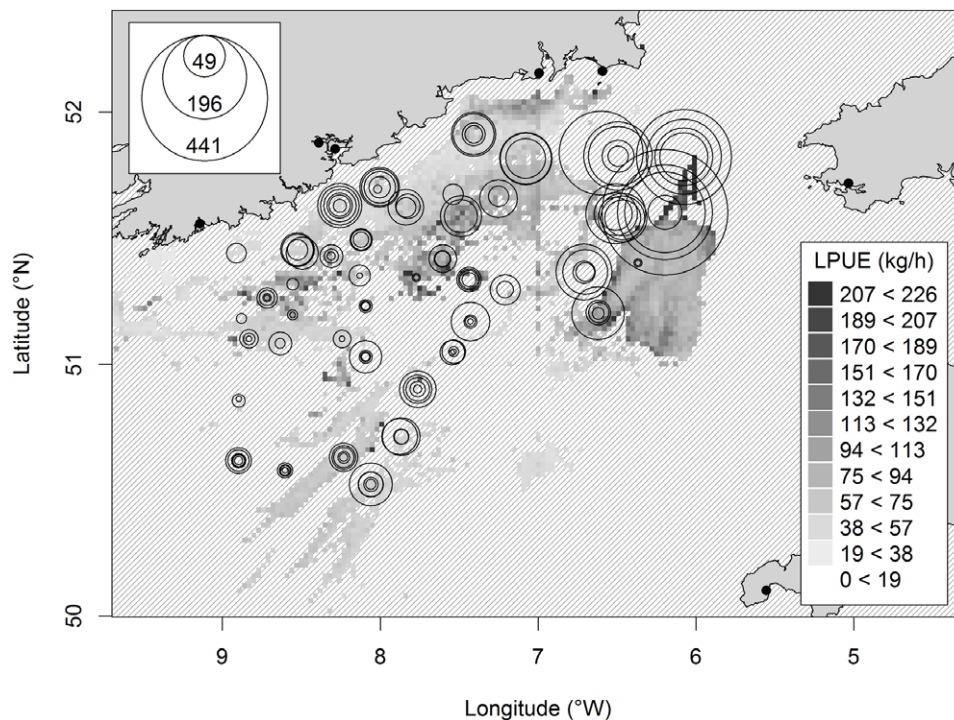 49
196
441
52
51
50
Latitude (°N)
LPUE (kg/h)
207 < 226
189 < 207
170 < 189
151 < 170
132 < 151
113 < 132
94 < 113
75 < 94
57 < 75
38 < 57
19 < 38
0 < 19
9 8 7 6 5
Longitude (°W)